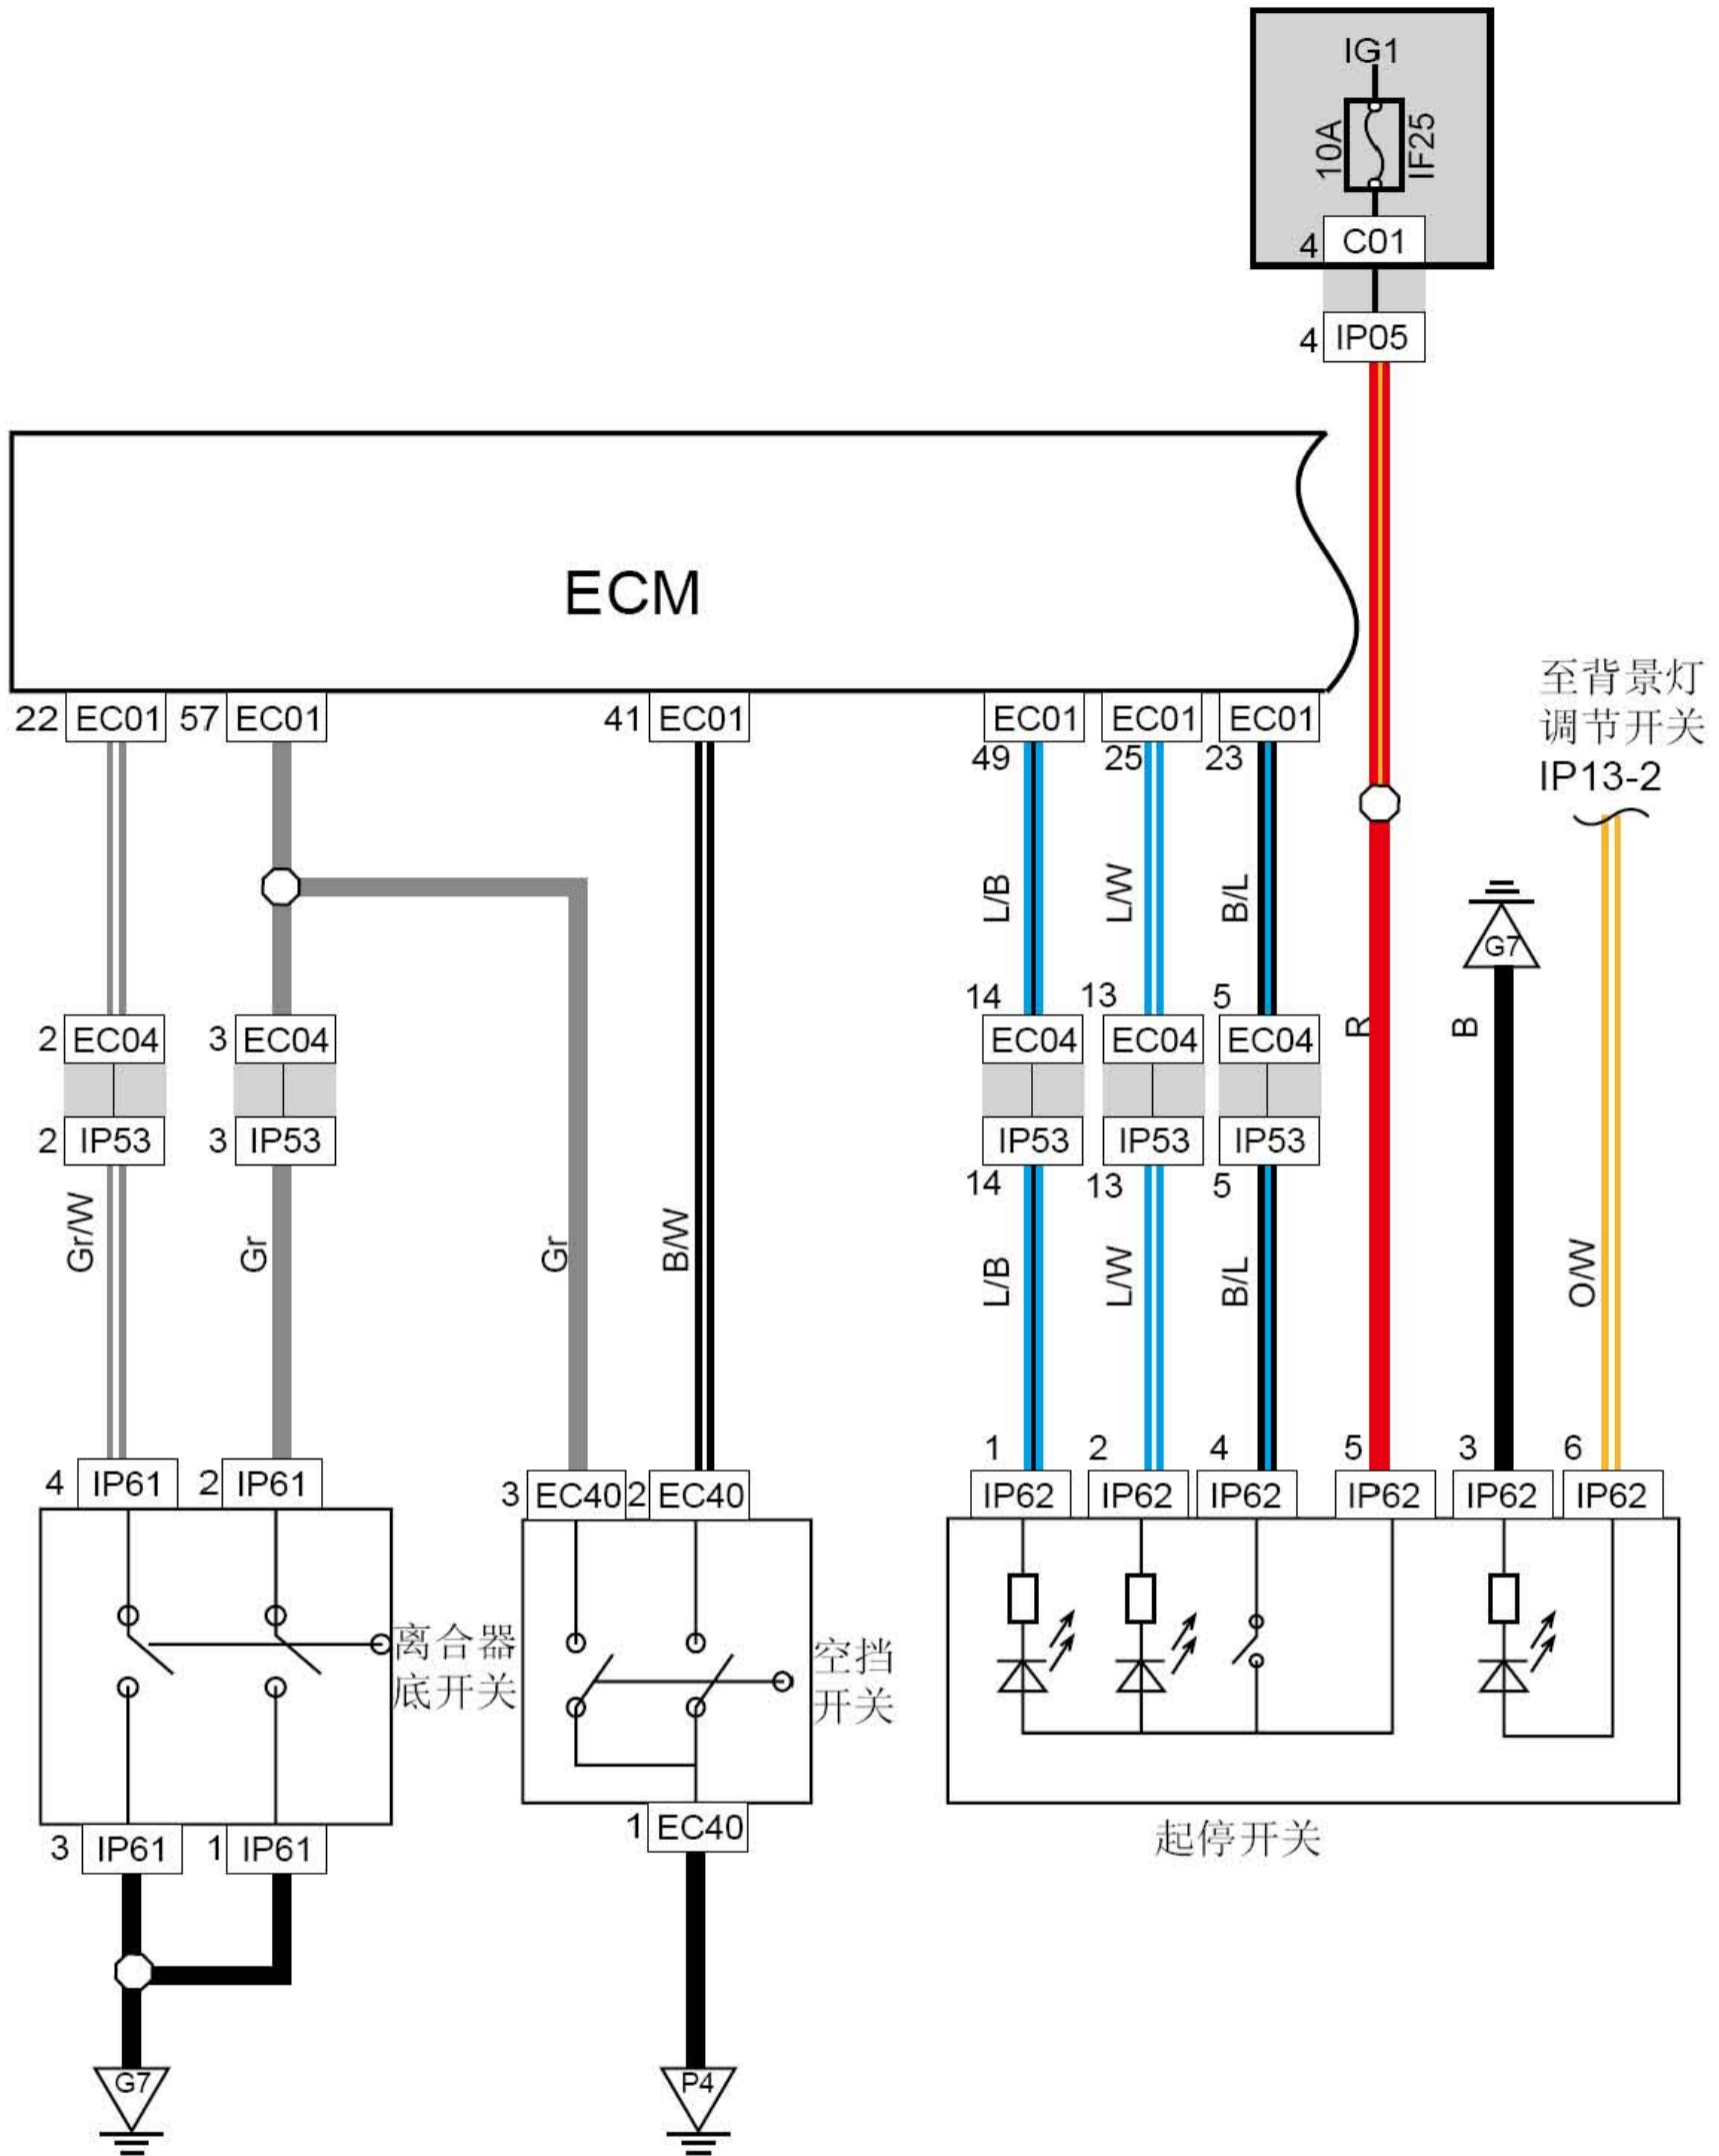 IG1
10A
IF25
4 C01
4 IP05
ECM
22 EC01 57 EC01 41 EC01 EC01 EC01 EC01
49 25 23
至背景灯
调节开关
IP13-2
L/B L/W B/L
G7
14 13 5
2 EC04 3 EC04 EC04 EC04 EC04
R B
2 IP53 3 IP53 IP53 IP53 IP53
14 13 5
Gr/W Gr Gr B/W L/B L/W B/L O/W
1 2 4 5 3 6
4 IP61 2 IP61 3 EC40 2 EC40 IP62 IP62 IP62 IP62 IP62 IP62
离合器
底开关
空挡
开关
1 EC40
起停开关
3 IP61 1 IP61
G7 P4